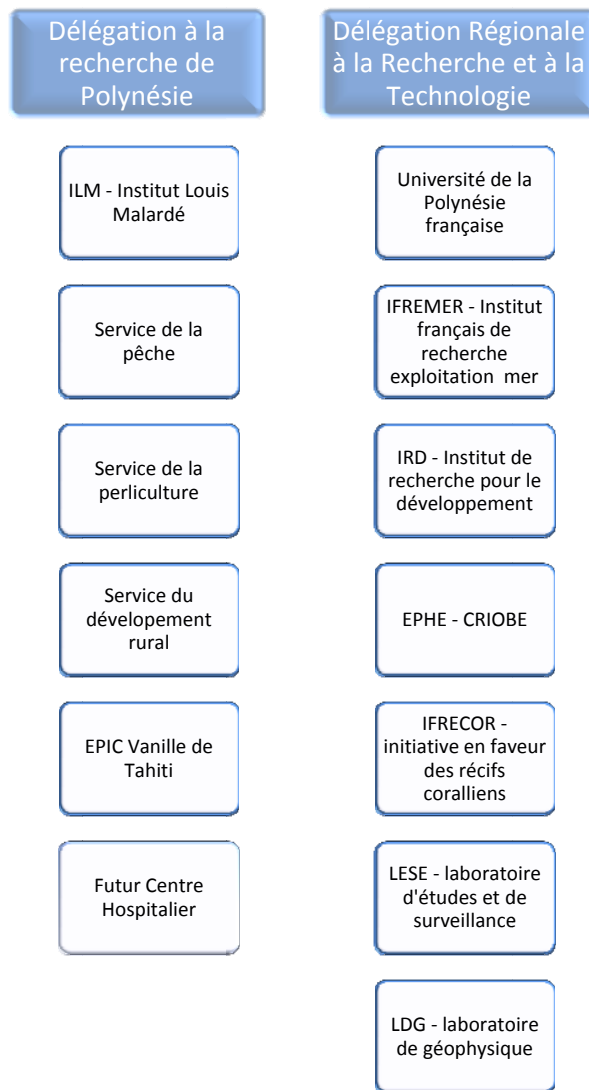 Délégation à la
recherche de
Polynésie
ILM - Institut Louis
Malardé
Service de la
pêche
Service de la
perliculture
Service du
dévelopement
rural
EPIC Vanille de
Tahiti
Futur Centre
Hospitalier
Délégation Régionale
à la Recherche et à la
Technologie
Université de la
Polynésie
française
IFREMER - Institut
français de
recherche
exploitation mer
IRD - Institut de
recherche pour le
développement
EPHE - CRIOBE
IFRECOR -
initiative en faveur
des récifs
coralliens
LESE - laboratoire
d'études et de
surveillance
LDG - laboratoire
de géophysique